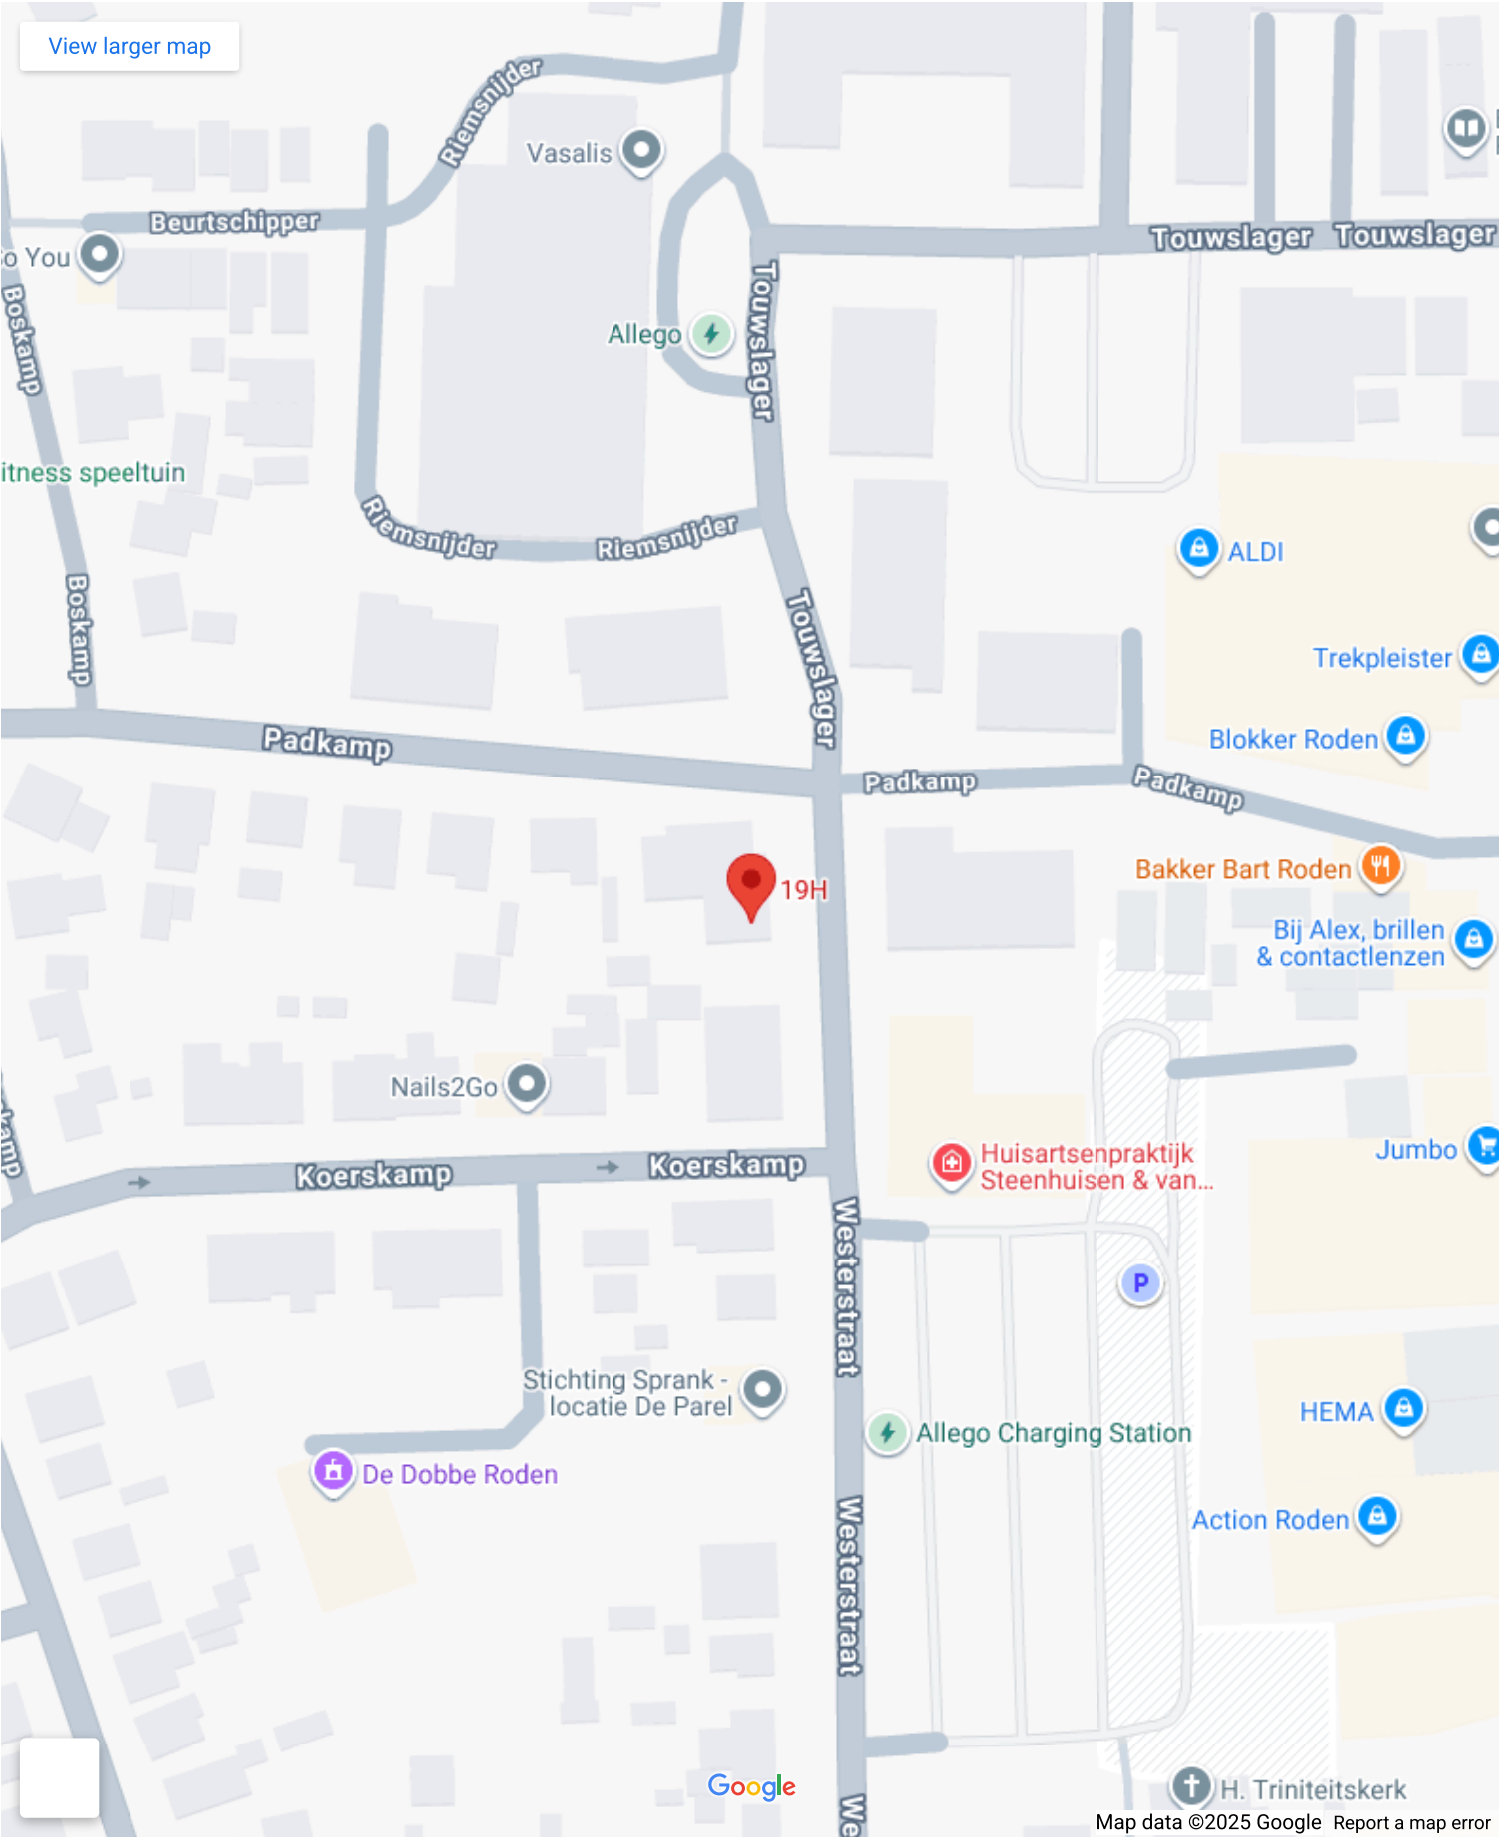 View larger map
Riemsnijder
Vasalis
Beurtschipper
Touwslager
Touwslager
o You
Boskamp
Touwslager
Allego
itness speeltuin
Riemsnijder
Riemsnijder
ALDI
Boskamp
Touwslager
Trekpleister
Padkamp
Blokker Roden
Padkamp
Padkamp
Bakker Bart Roden
19H
Bij Alex, brillen
& contactlenzen
Nails2Go
kamp
Huisartsenpraktijk
Steenhuisen & van...
Jumbo
Koerskamp
Koerskamp
Westerstraat
P
Stichting Sprank -
locatie De Parel
HEMA
Allego Charging Station
De Dobbe Roden
Action Roden
Westerstraat
Google
H. Triniteitskerk
We
Map data ©2025 Google
Report a map error